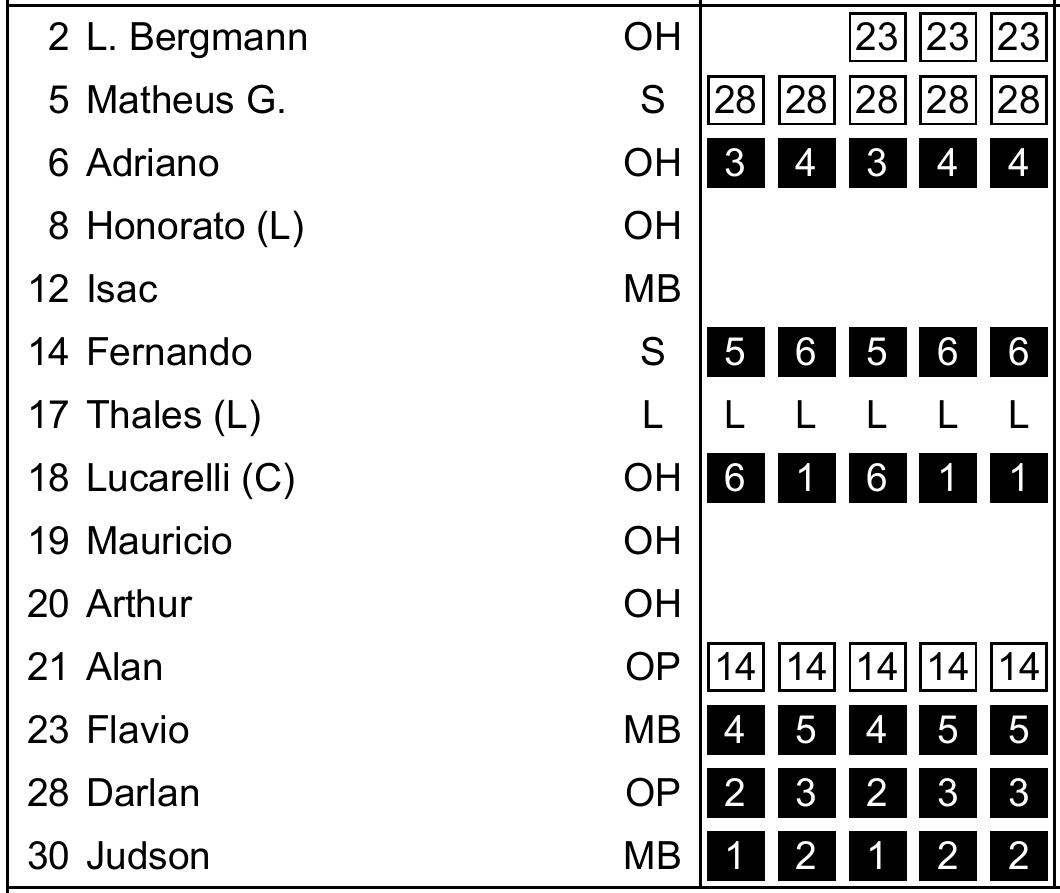 2 L. Bergmann OH 23 23 23
5 Matheus G. S 28 28 28 28 28
6 Adriano OH 3 4 3 4 4
8 Honorato (L) OH
12 Isac MB
14 Fernando S 5 6 5 6 6
17 Thales (L) L L L L L L
18 Lucarelli (C) OH 6 1 6 1 1
19 Mauricio OH
20 Arthur OH
21 Alan OP 14 14 14 14 14
23 Flavio MB 4 5 4 5 5
28 Darlan OP 2 3 2 3 3
30 Judson MB 1 2 1 2 2